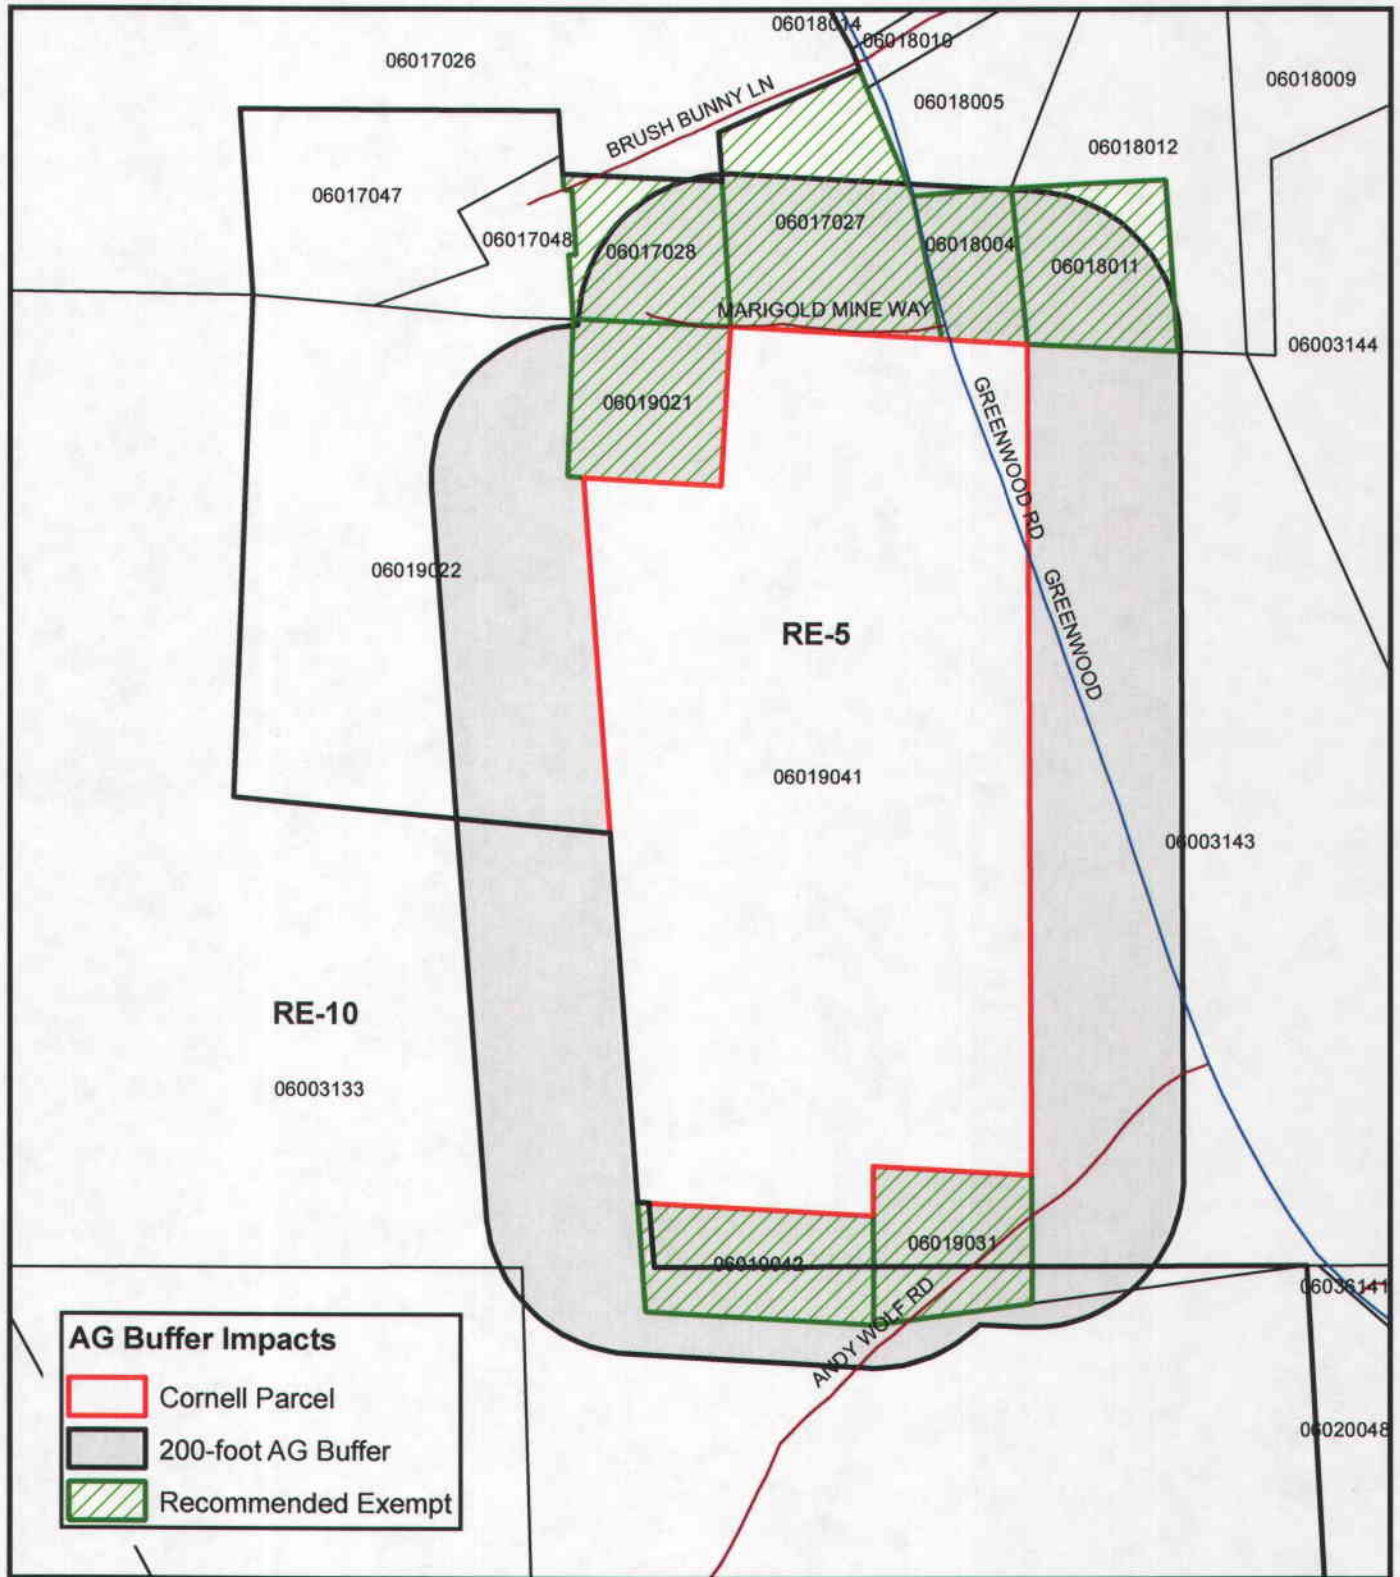 06018014
06018010
06017026
06018009
BRUSH BUNNY LN
06018005
06018012
06017047
06017048
06017028
06017027
06018004
06018011
MARIGOLD MINE WAY
06003144
06019021
GREENWOOD RD
06019022
GREENWOOD
RE-5
06019041
06003143
RE-10
06003133
06019042
06019031
ANDY WOLF RD
06036141
06020048
AG Buffer Impacts
Cornell Parcel
200-foot AG Buffer
Recommended Exempt